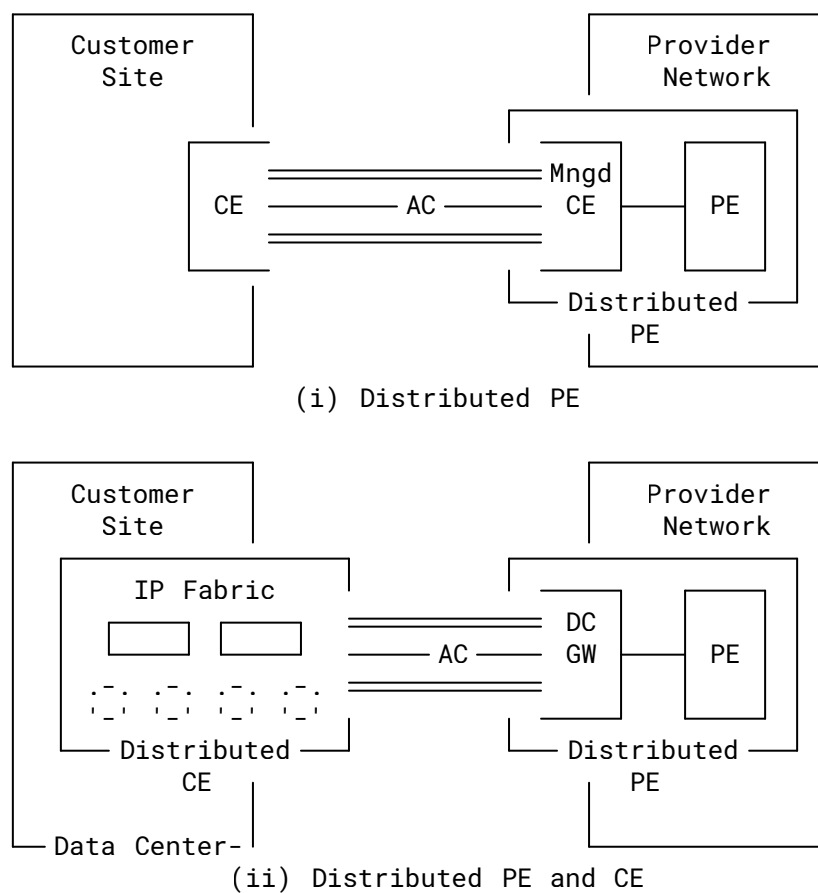 Customer
Site
Provider
Network
CE
AC
Mngd
CE
PE
Distributed
PE
(i) Distributed PE
Customer
Site
Provider
Network
IP Fabric
AC
DC
GW
PE
Distributed
CE
Distributed
PE
Data Center
(ii) Distributed PE and CE